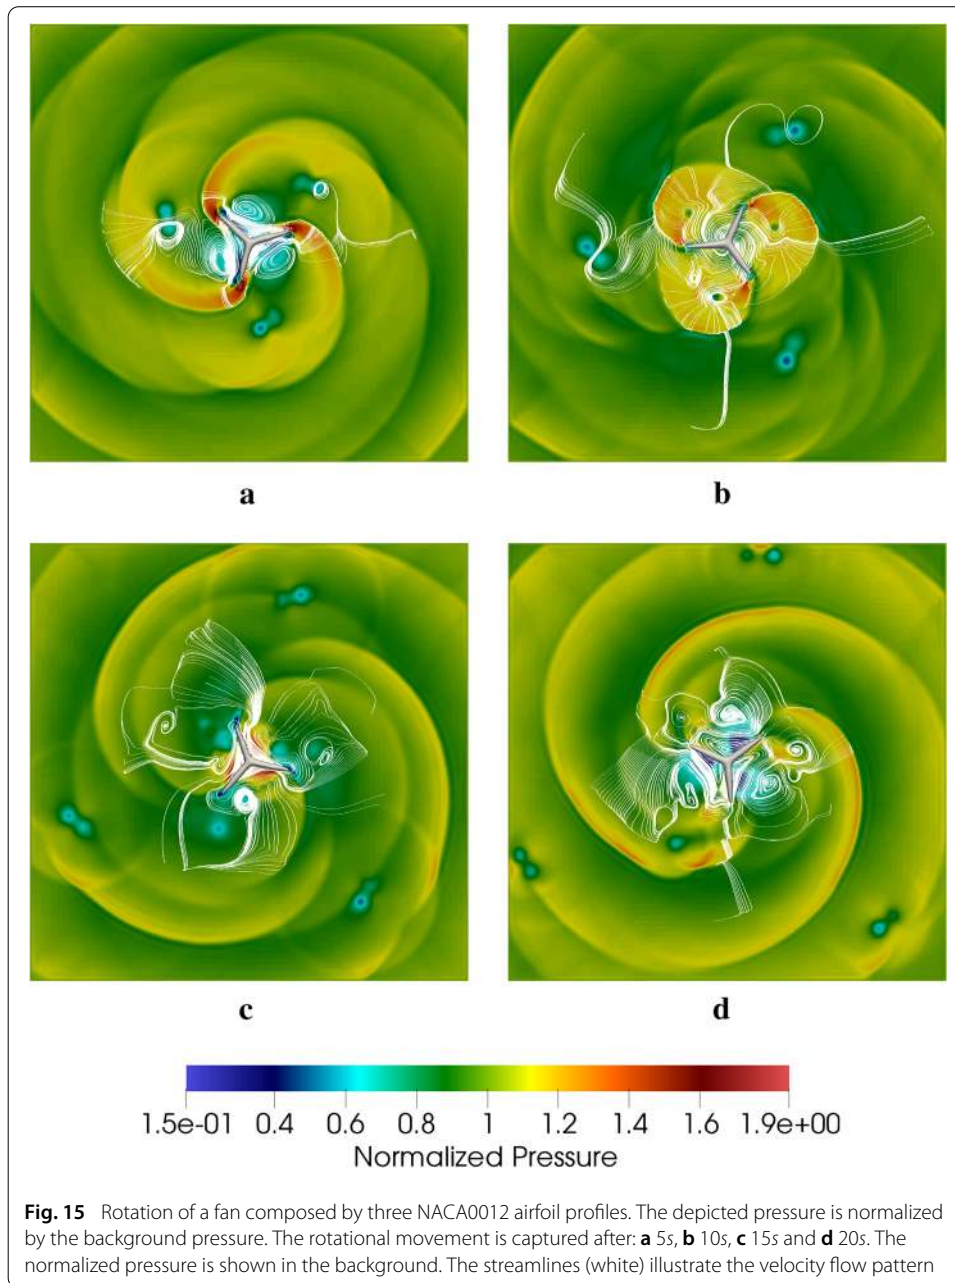 a
b
c
d
1.5e-01 0.4 0.6 0.8 1 1.2 1.4 1.6 1.9e+00
Normalized Pressure
Fig. 15 Rotation of a fan composed by three NACA0012 airfoil profiles. The depicted pressure is normalized
by the background pressure. The rotational movement is captured after: a 5s, b 10s, c 15s and d 20s. The
normalized pressure is shown in the background. The streamlines (white) illustrate the velocity flow pattern